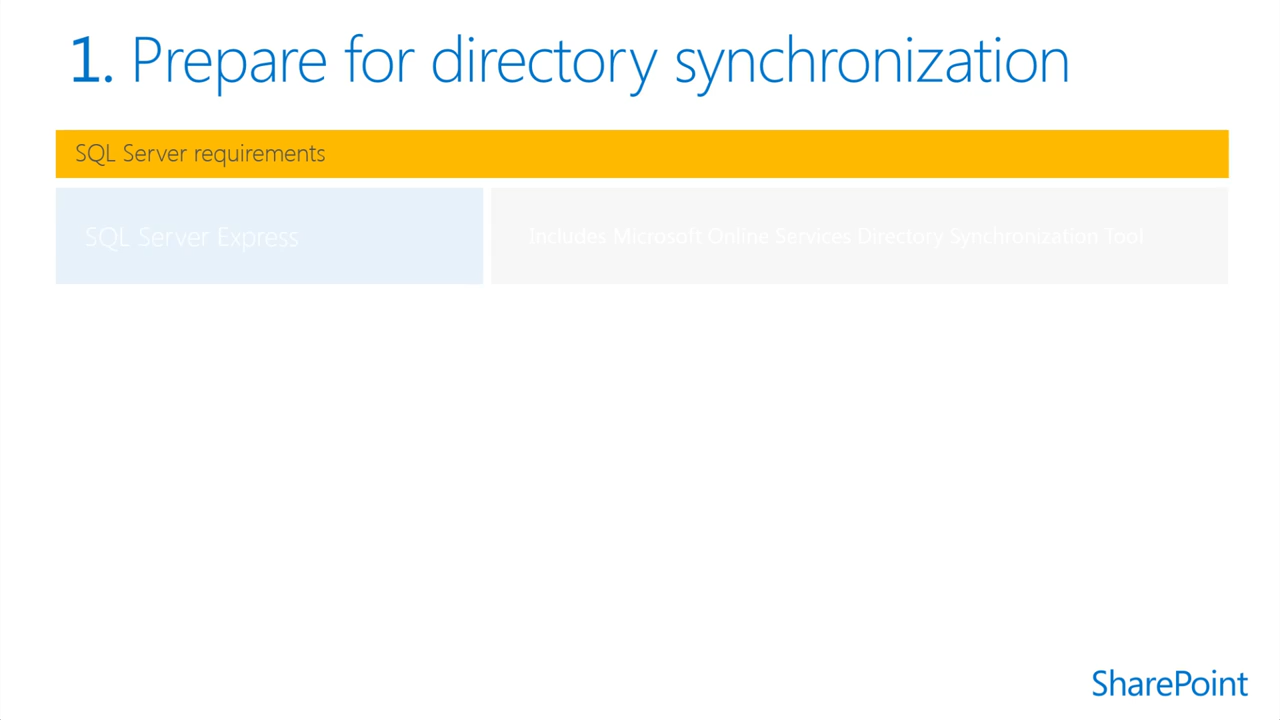 1. Prepare for directory synchronization
SQL Server requirements
SQL Server Express
Includes Microsoft Online Services Directory Synchronization Tool
SharePoint